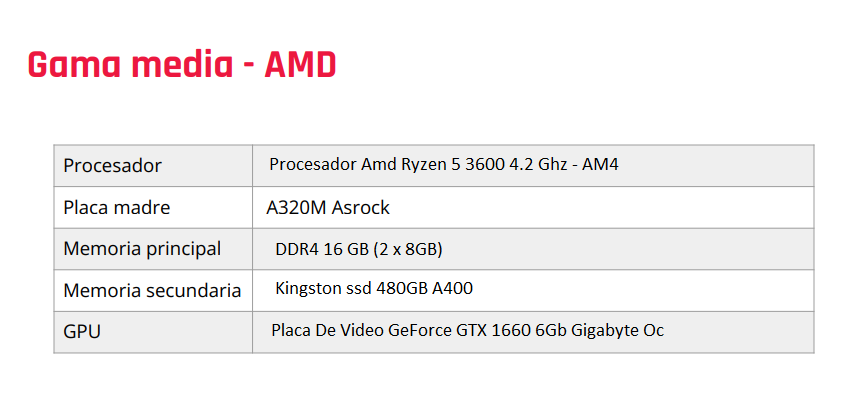 Gama media - AMD
Procesador Procesador Amd Ryzen 5 3600 4.2 Ghz - AM4
Placa madre A320M Asrock
Memoria principal DDR4 16 GB (2 x 8GB)
Memoria secundaria Kingston ssd 480GB A400
GPU Placa De Video GeForce GTX 1660 6Gb Gigabyte Oc